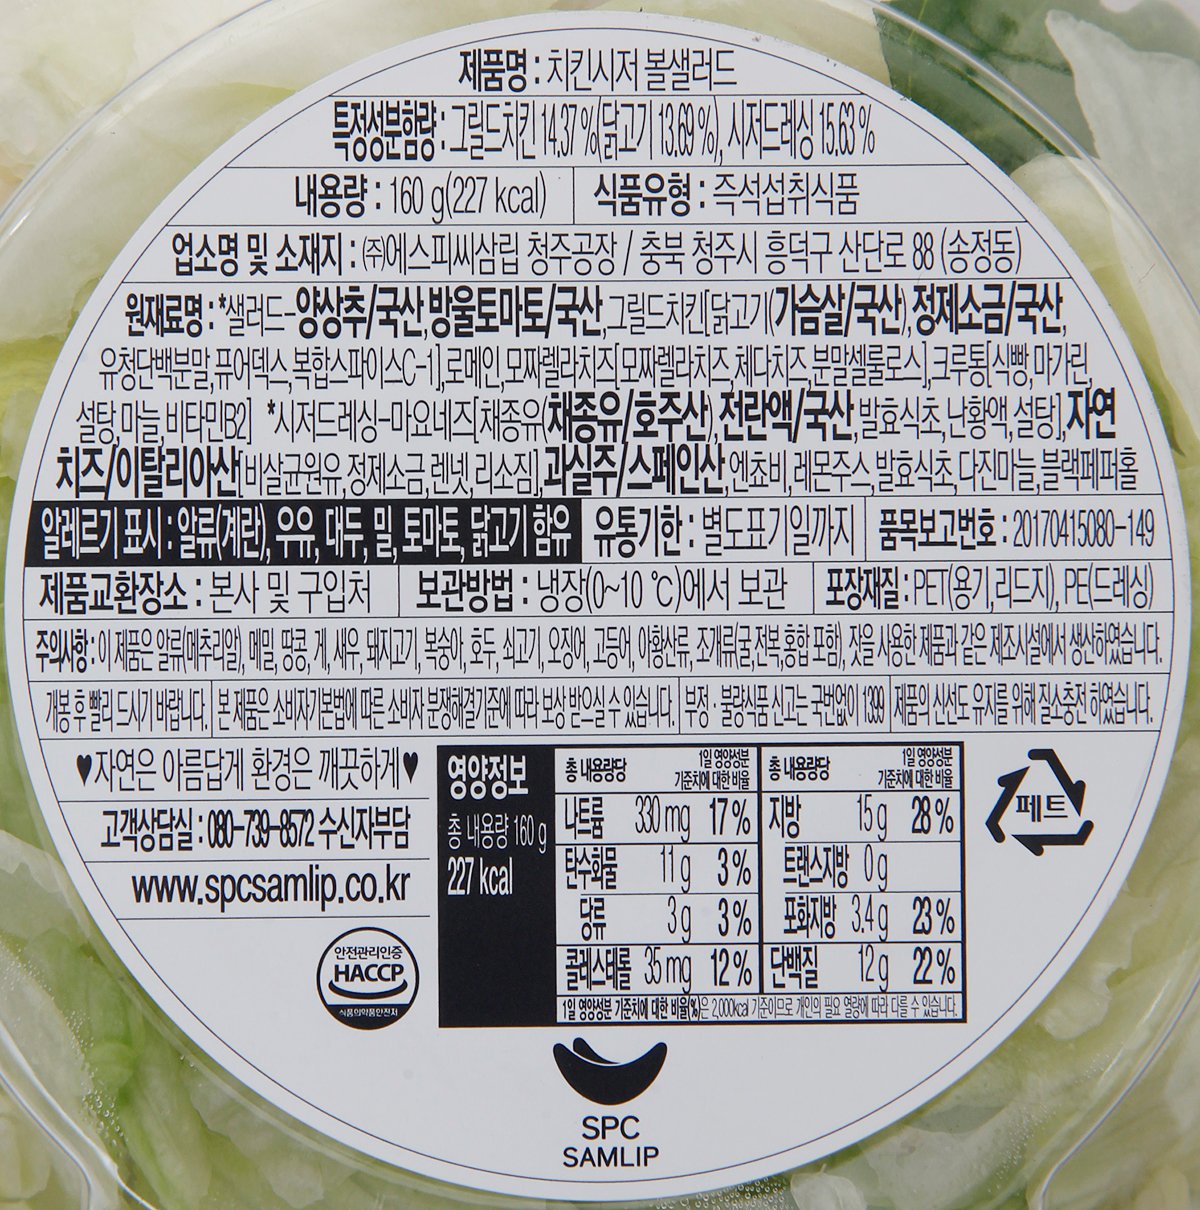 제품명 : 치킨시저 볼샐러드
특정성분함량 : 그릴드치킨 14.37 %(닭고기 13.69 %), 시저드레싱 15.63 %
내용량 : 160 g(227 kcal) 식품유형 : 즉석섭취식품
업소명 및 소재지 : (주)에스피씨삼립 청주공장 / 충북 청주시 흥덕구 산단로 88 (송정동)
원재료명 : *샐러드-양상추/국산,방울토마토/국산,그릴드치킨[닭고기(가슴살/국산),정제소금/국산,
유청단백분말,퓨어덱스,복합스파이스C-1],로메인,모짜렐라치즈[모짜렐라치즈,체다치즈,분말셀룰로스],크루통[식빵,마가린,
설탕,마늘,비타민B2] *시저드레싱-마요네즈[채종유(채종유/호주산),전란액/국산,발효식초,난황액,설탕],자연
치즈/이탈리아산[비살균원유,정제소금,렌넷,리소짐],과실주/스페인산,엔쵸비,레몬주스,발효식초,다진마늘,블랙페퍼홀
알레르기 표시 : 알류(계란), 우유, 대두, 밀, 토마토, 닭고기 함유 유통기한 : 별도표기일까지 품목보고번호 : 20170415080-149
제품교환장소 : 본사 및 구입처 보관방법 : 냉장(0~10 ℃)에서 보관 포장재질 : PET(용기,리드지), PE(드레싱)
주의사항 : 이 제품은 알류(메추리알), 메밀, 땅콩, 게, 새우, 돼지고기, 복숭아, 호두, 쇠고기, 오징어, 고등어, 아황산류, 조개류(굴,전복,홍합 포함), 잣을 사용한 제품과 같은 제조시설에서 생산하였습니다.
개봉 후 빨리 드시기 바랍니다. 본 제품은 소비자기본법에 따른 소비자 분쟁해결기준에 따라 보상 받으실 수 있습니다. 부정·불량식품 신고는 국번없이 1399 제품의 신선도 유지를 위해 질소충전 하였습니다.
♥자연은 아름답게 환경은 깨끗하게♥
고객상담실 : 080-739-8572 수신자부담
www.spcsamlip.co.kr
안전관리인증
HACCP
식품의약품안전처
영양정보
총 내용량 160 g
227 kcal
총 내용량당 1일 영양성분 기준치에 대한 비율 총 내용량당 1일 영양성분 기준치에 대한 비율
나트륨 330 mg 17 % 지방 15 g 28 %
탄수화물 11 g 3 % 트랜스지방 0 g
당류 3 g 3 % 포화지방 3.4 g 23 %
콜레스테롤 35 mg 12 % 단백질 12 g 22 %
1일 영양성분 기준치에 대한 비율(%)은 2,000kcal 기준이므로 개인의 필요 열량에 따라 다를 수 있습니다.
페트
SPC
SAMLIP